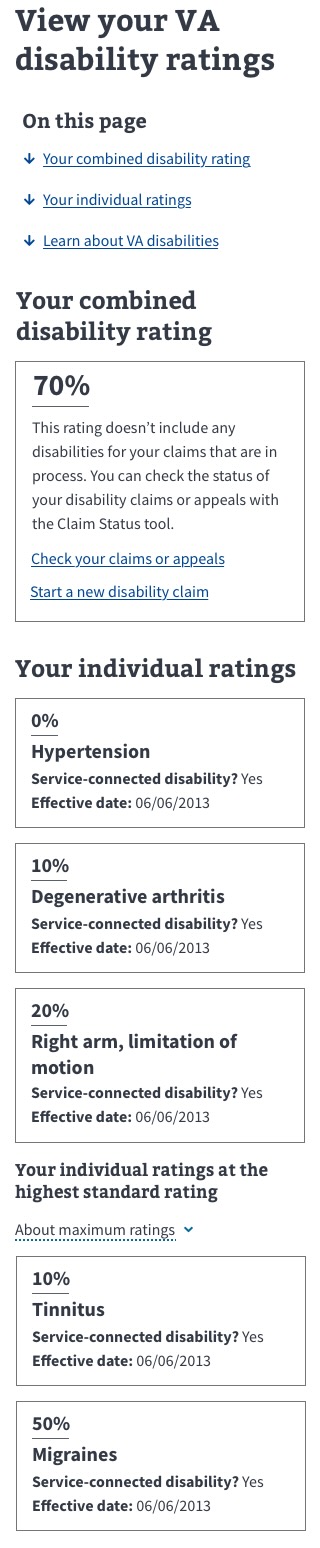 View your VA
disability ratings
On this page
Your combined disability rating
Your individual ratings
Learn about VA disabilities
Your combined
disability rating
70%
This rating doesn’t include any
disabilities for your claims that are in
process. You can check the status of
your disability claims or appeals with
the Claim Status tool.
Check your claims or appeals
Start a new disability claim
Your individual ratings
0%
Hypertension
Service-connected disability? Yes
Effective date: 06/06/2013
10%
Degenerative arthritis
Service-connected disability? Yes
Effective date: 06/06/2013
20%
Right arm, limitation of
motion
Service-connected disability? Yes
Effective date: 06/06/2013
Your individual ratings at the
highest standard rating
About maximum ratings
10%
Tinnitus
Service-connected disability? Yes
Effective date: 06/06/2013
50%
Migraines
Service-connected disability? Yes
Effective date: 06/06/2013